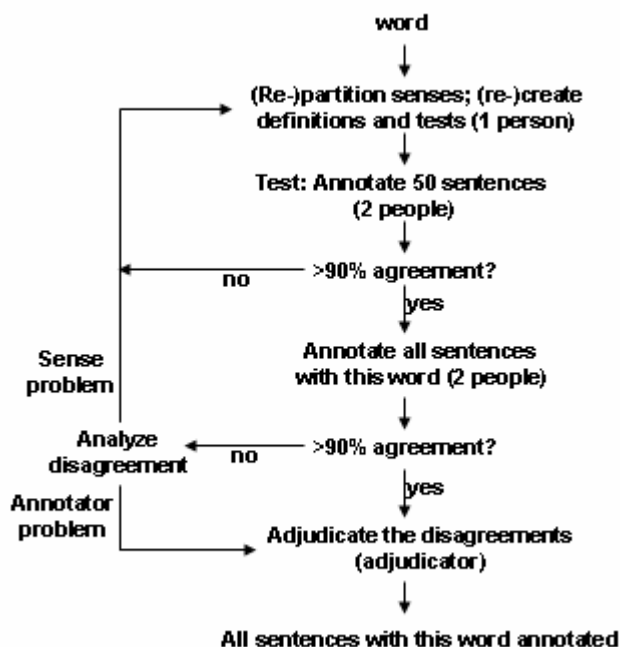 word
(Re-)partition senses; (re-)create
definitions and tests (1 person)
Test: Annotate 50 sentences
(2 people)
>90% agreement?
no
yes
Annotate all sentences
with this word (2 people)
Sense
problem
>90% agreement?
no
Analyze
disagreement
yes
Annotator
problem
Adjudicate the disagreements
(adjudicator)
All sentences with this word annotated